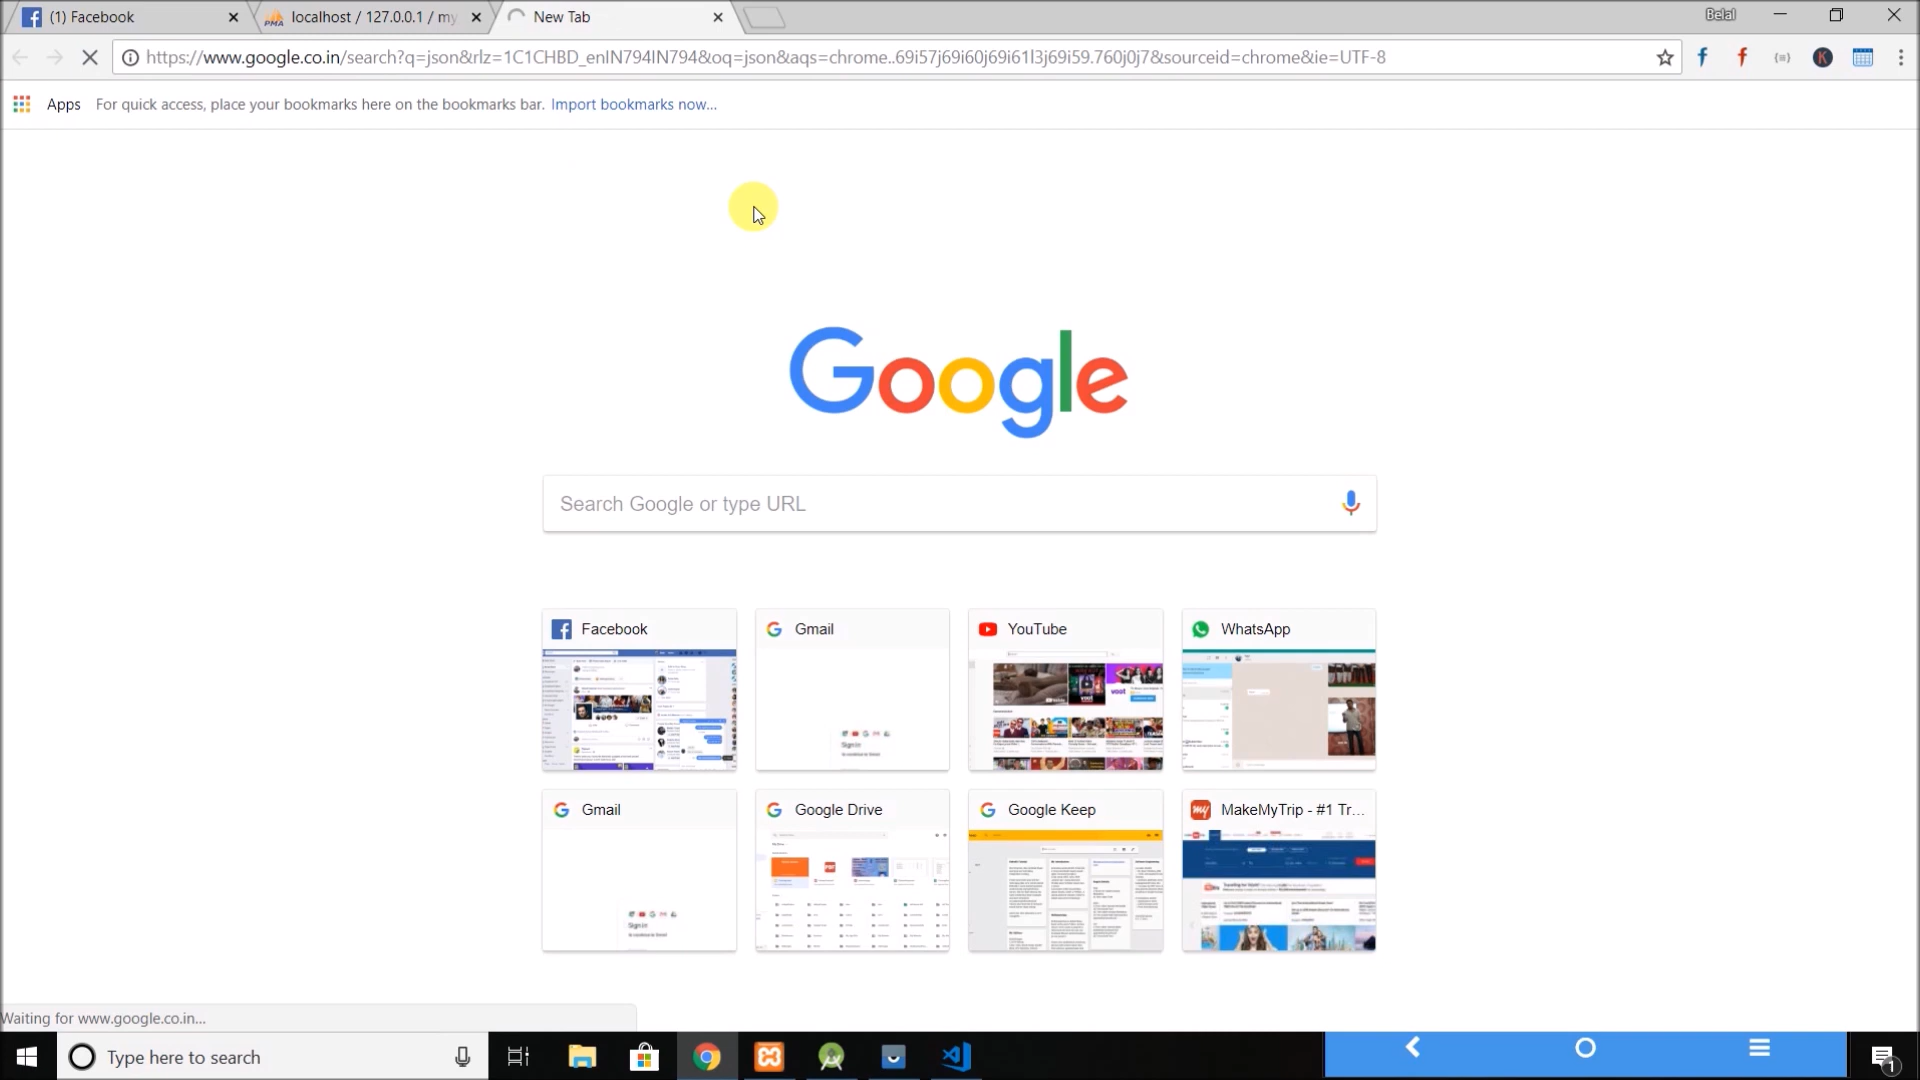 (1) Facebook
localhost / 127.0.0.1 / my
New Tab
Belal
https://www.google.co.in/search?q=json&rlz=1C1CHBD_enIN794IN794&oq=json&aqs=chrome..69i57j69i60j69i61l3j69i59.760j0j7&sourceid=chrome&ie=UTF-8
Apps For quick access, place your bookmarks here on the bookmarks bar. Import bookmarks now...
Google
Search Google or type URL
Facebook
Gmail
YouTube
WhatsApp
Gmail
Google Drive
Google Keep
MakeMyTrip - #1 Tr...
Waiting for www.google.co.in...
Type here to search
1